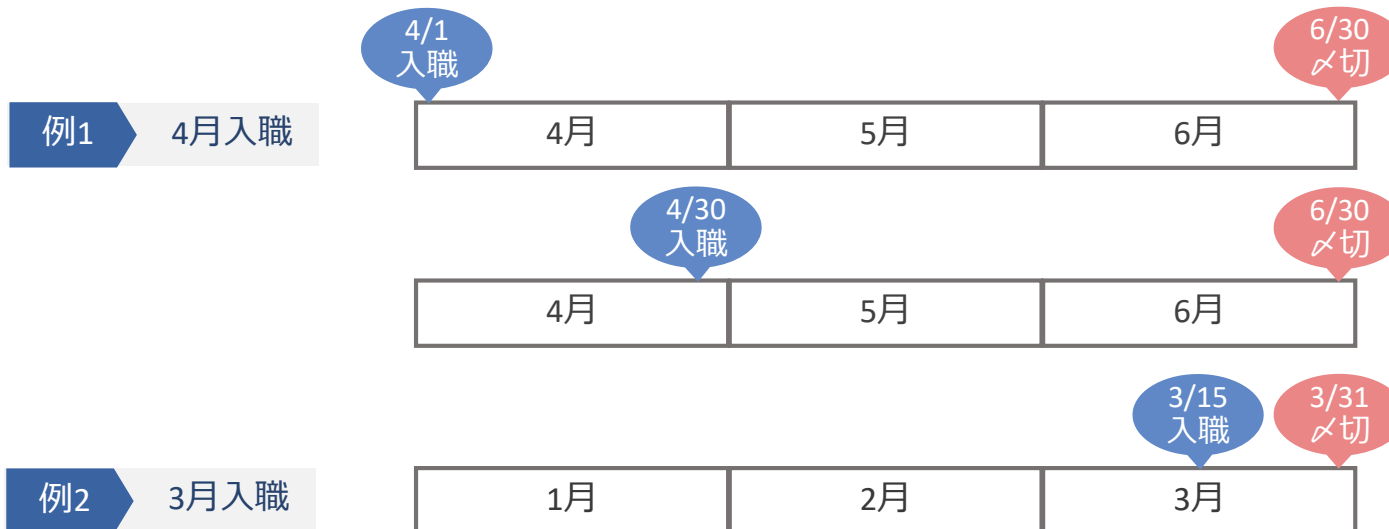 4/1
入職
6/30
〆切
例1
4月入職
4月
5月
6月
4/30
入職
6/30
〆切
4月
5月
6月
3/15
入職
3/31
〆切
例2
3月入職
1月
2月
3月